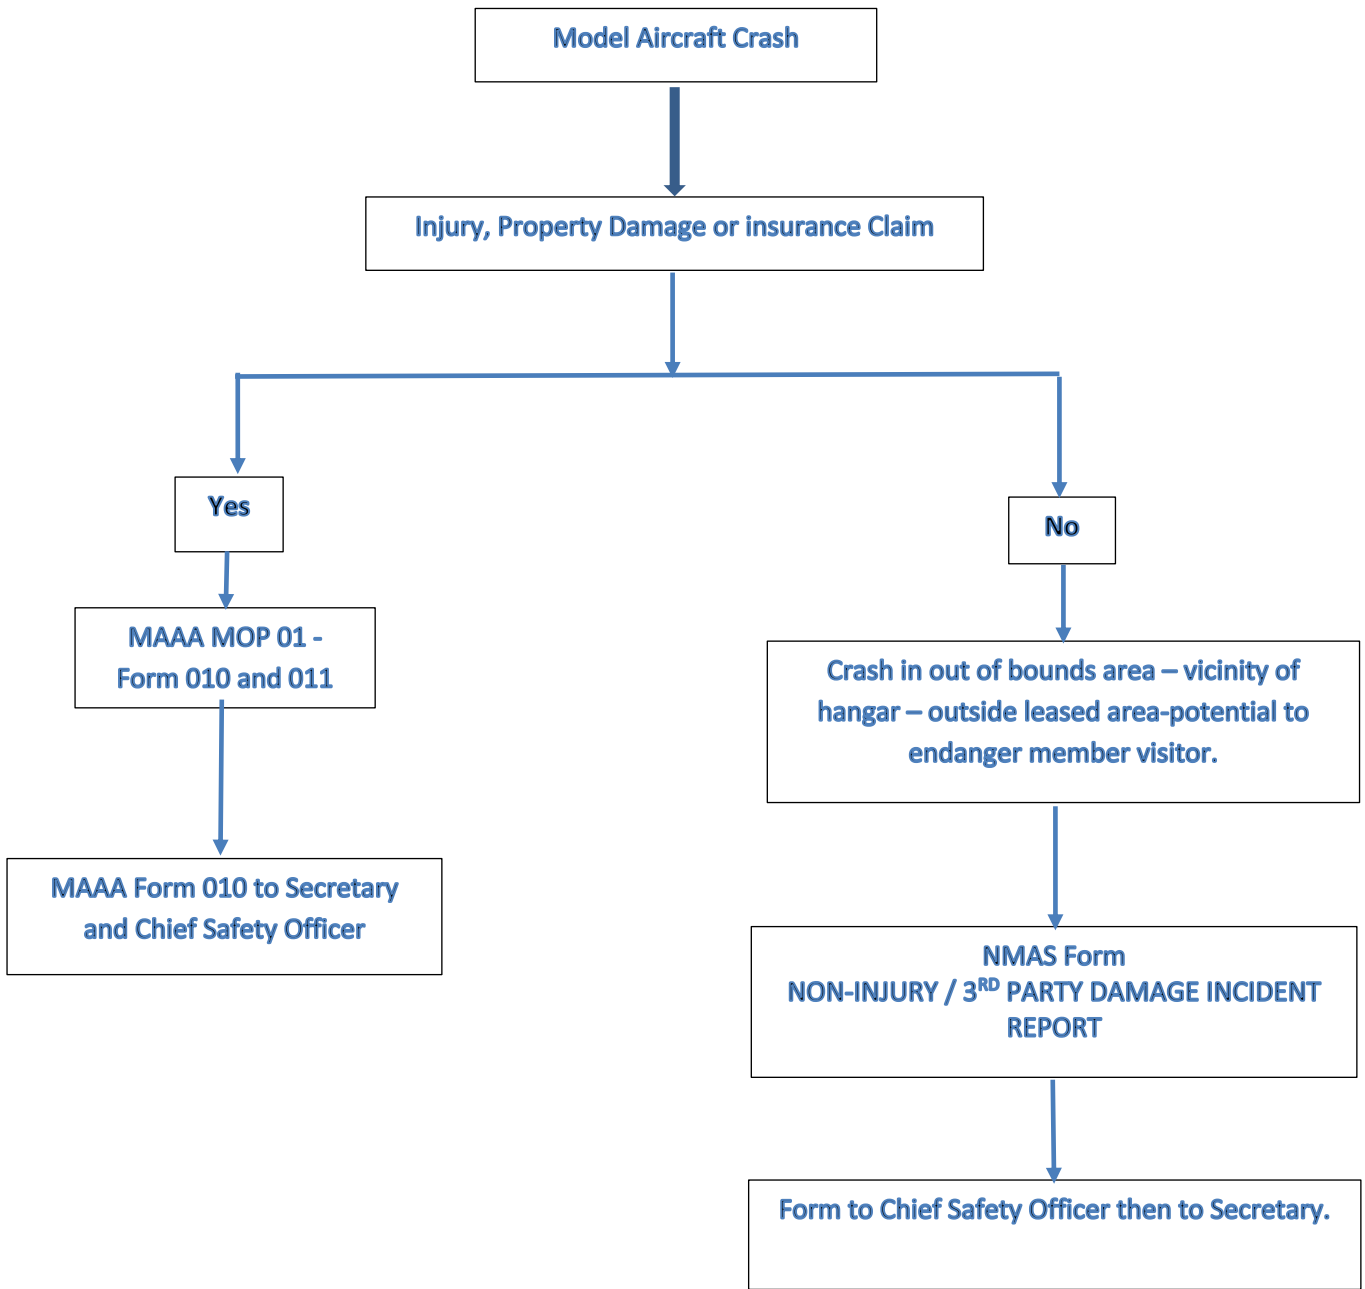 Model Aircraft Crash
Injury, Property Damage or insurance Claim
Yes
No
MAAA MOP 01 -
Form 010 and 011
Crash in out of bounds area – vicinity of
hangar – outside leased area-potential to
endanger member visitor.
MAAA Form 010 to Secretary
and Chief Safety Officer
NMAS Form
NON-INJURY / 3RD PARTY DAMAGE INCIDENT
REPORT
Form to Chief Safety Officer then to Secretary.